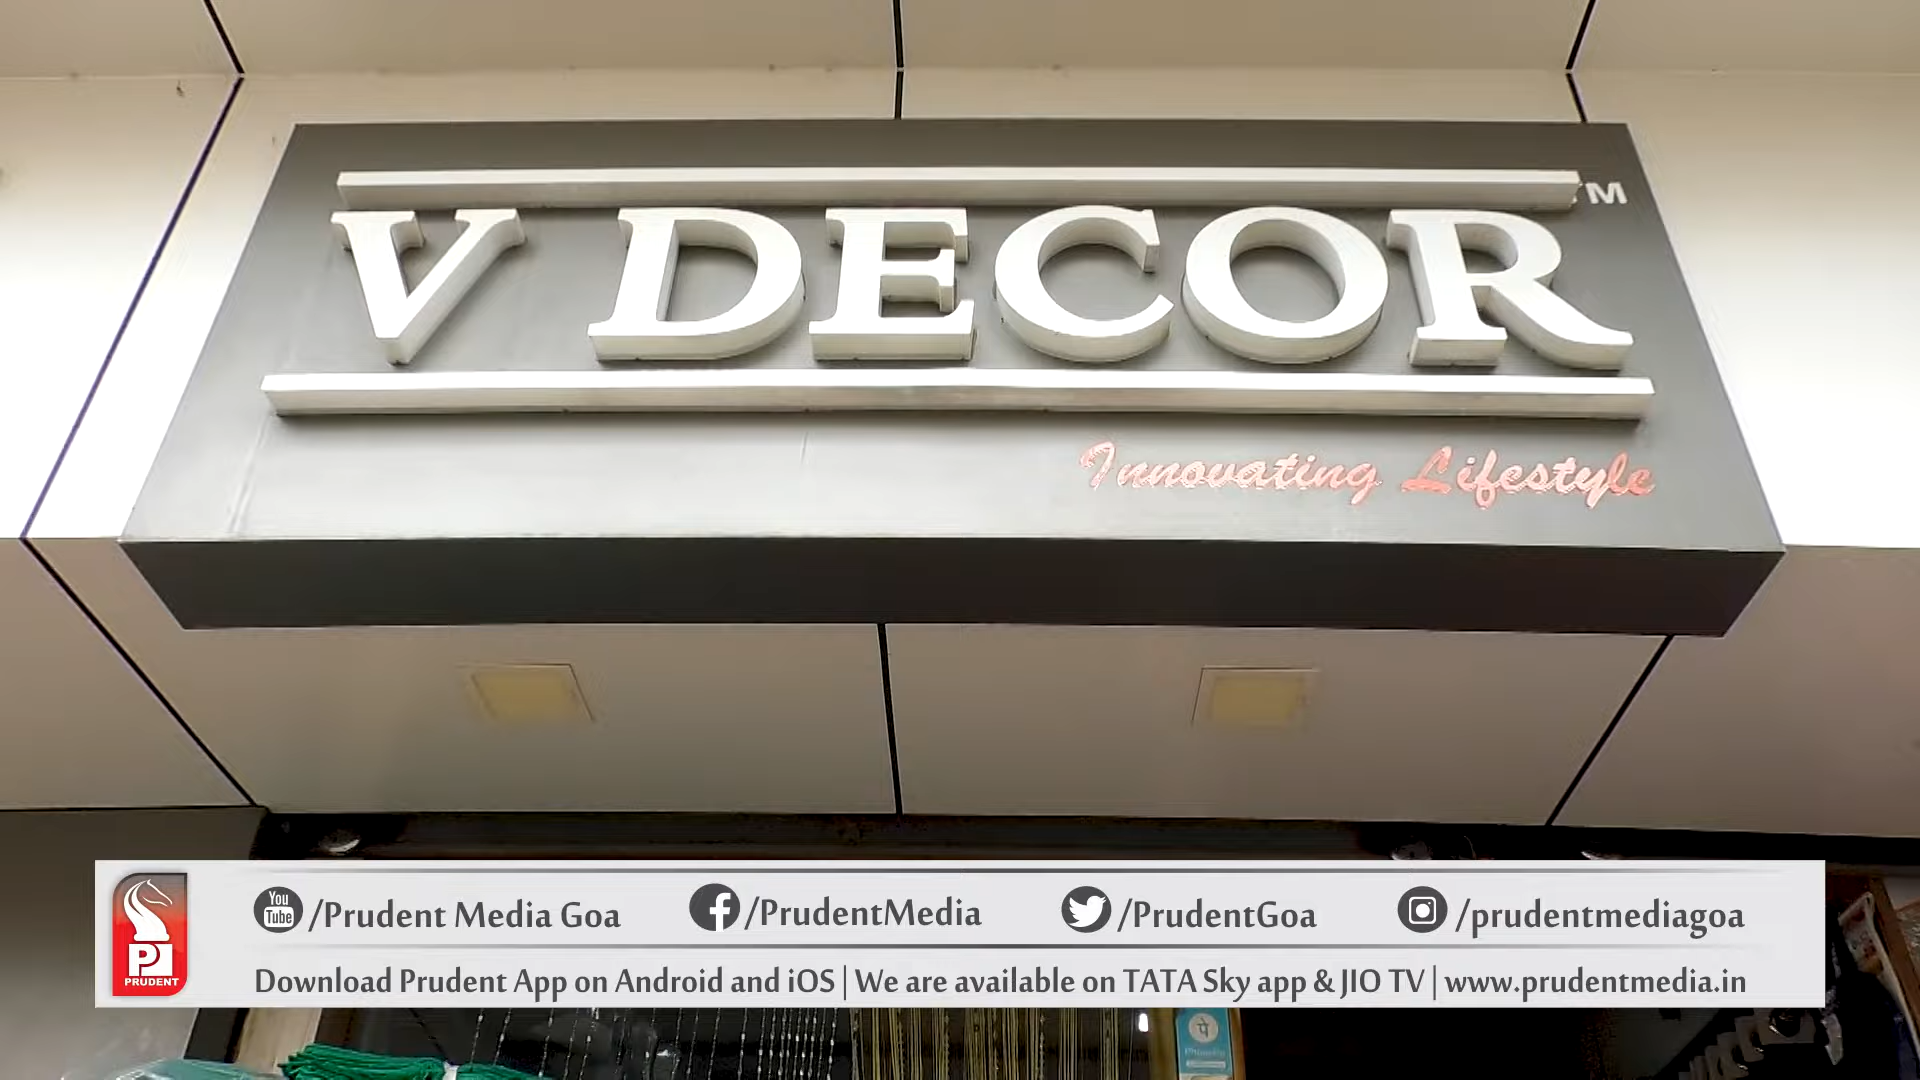 V DECOR
TM
Innovating Lifestyle
You Tube /Prudent Media Goa
/PrudentMedia
/PrudentGoa
/prudentmediagoa
PRUDENT
Download Prudent App on Android and iOS | We are available on TATA Sky app & JIO TV | www.prudentmedia.in
पे
PhonePe